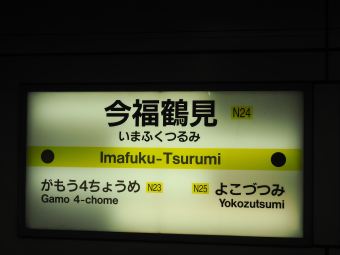 今福鶴見 N24
いまふくつるみ
Imafuku-Tsurumi
がもう4ちょうめ N23 N25 よこづつみ
Gamo 4-chome Yokozutsumi